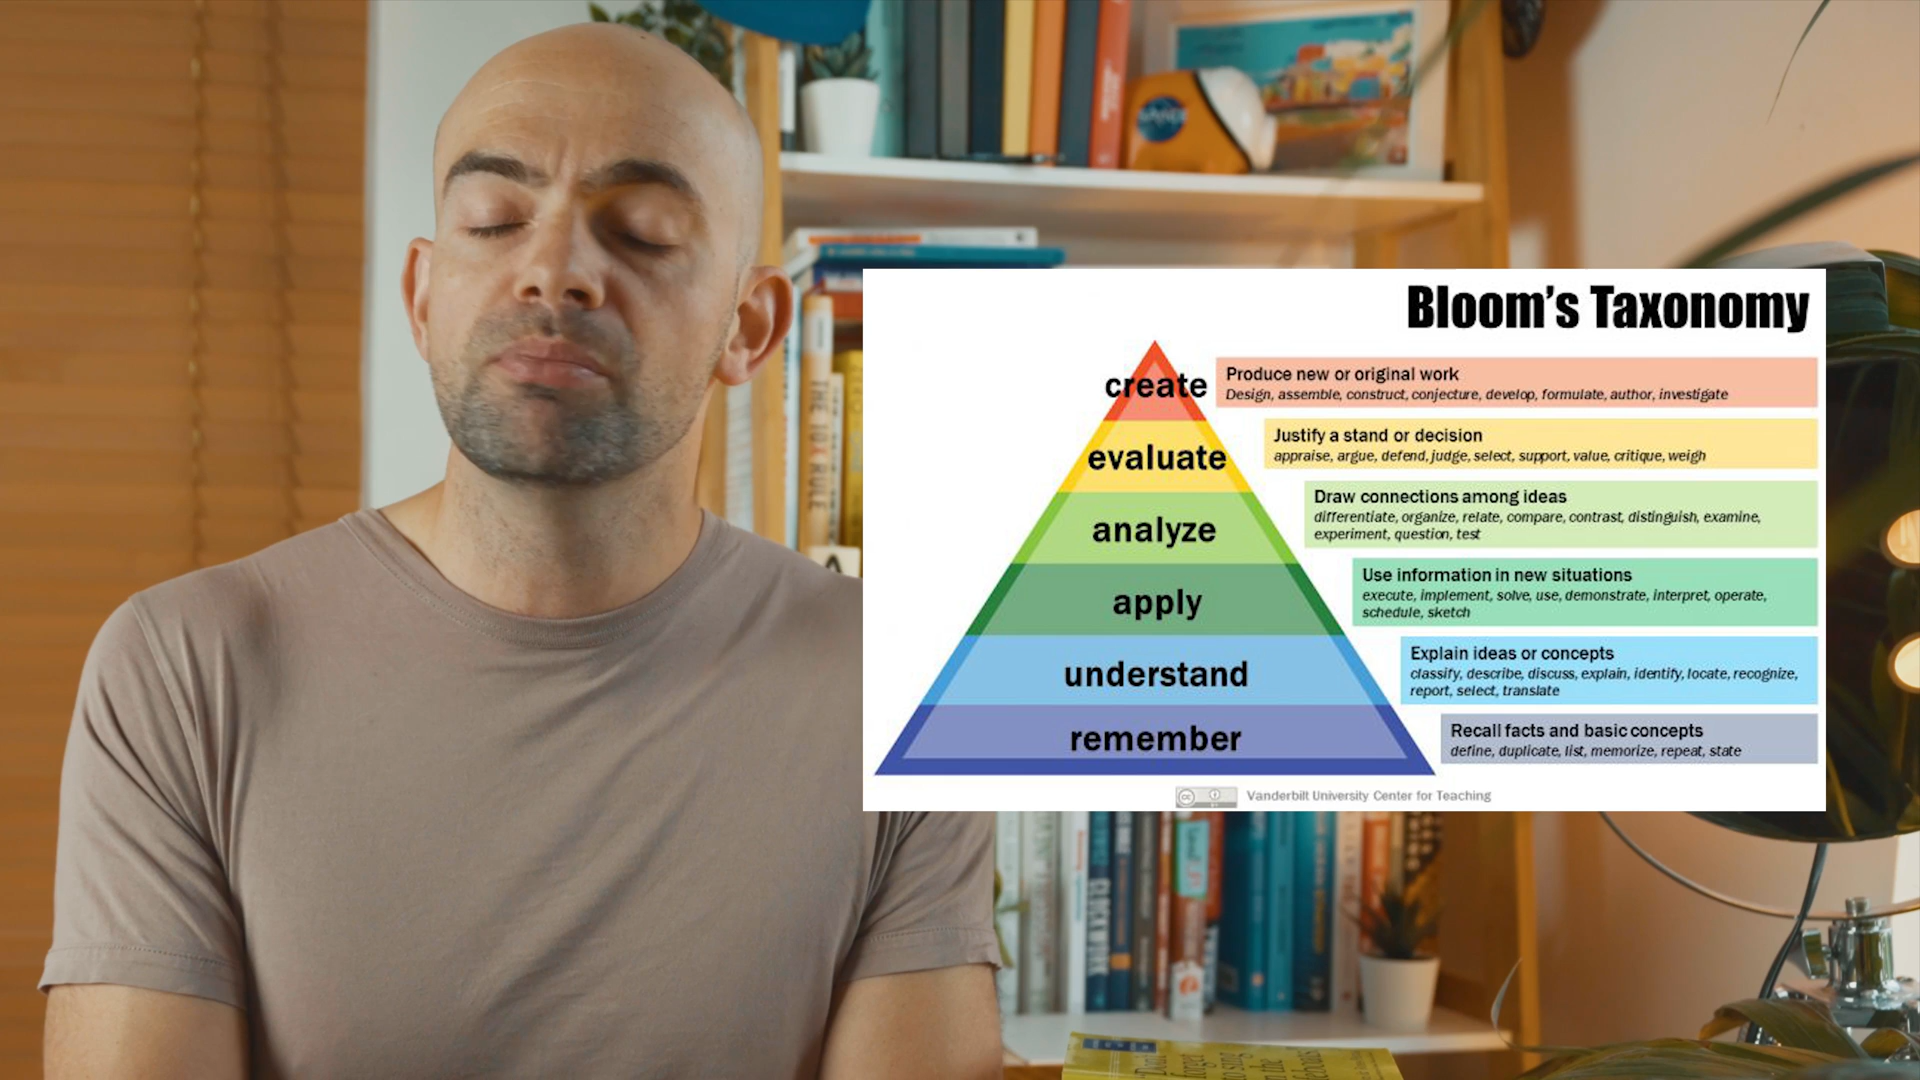 Bloom's Taxonomy
create
Produce new or original work
Design, assemble, construct, conjecture, develop, formulate, author, investigate
evaluate
Justify a stand or decision
appraise, argue, defend, judge, select, support, value, critique, weigh
analyze
Draw connections among ideas
differentiate, organize, relate, compare, contrast, distinguish, examine,
experiment, question, test
apply
Use information in new situations
execute, implement, solve, use, demonstrate, interpret, operate,
schedule, sketch
understand
Explain ideas or concepts
classify, describe, discuss, explain, identify, locate, recognize,
report, select, translate
remember
Recall facts and basic concepts
define, duplicate, list, memorize, repeat, state
Vanderbilt University Center for Teaching
THE 10X RULE
A
CLOCKWORK